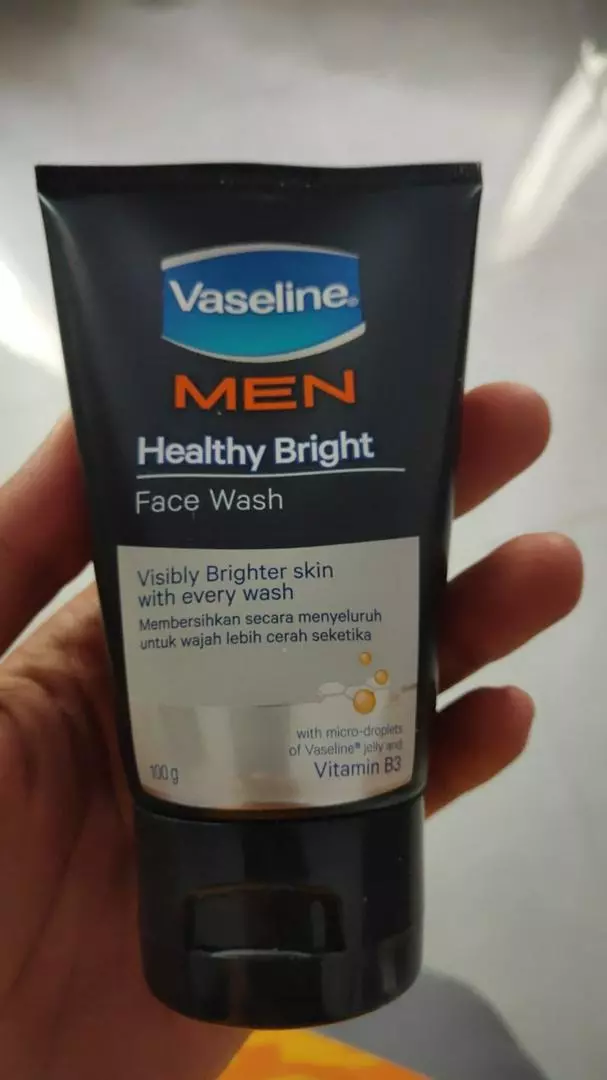 Vaseline®
MEN
Healthy Bright
Face Wash
Visibly Brighter skin
with every wash
Membersihkan secara menyeluruh
untuk wajah lebih cerah seketika
with micro-droplets
of Vaseline® jelly and
Vitamin B3
100 g